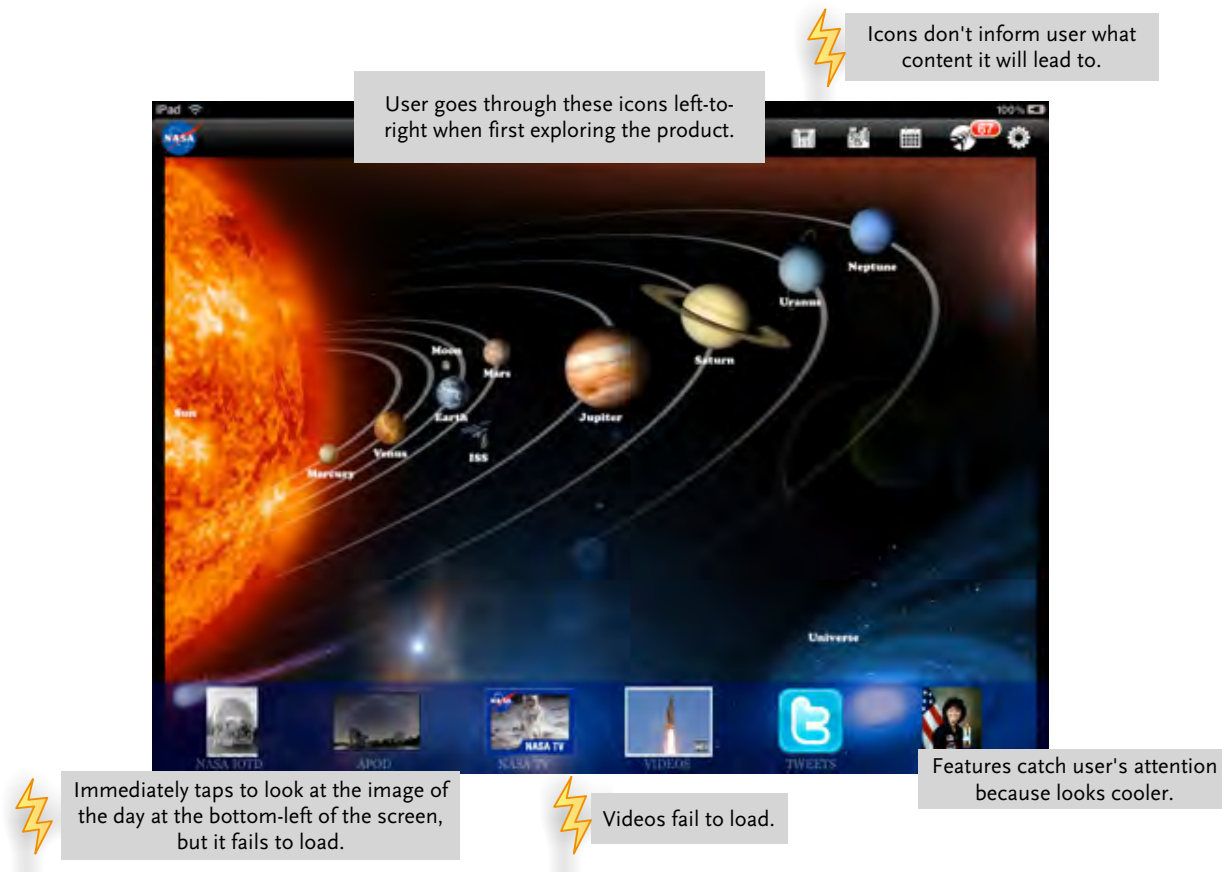 Icons don't inform user what
content it will lead to.
User goes through these icons left-to-
right when first exploring the product.
iPad
100%
NASA
67
Neptune
Uranus
Saturn
Moon
Mars
Earth
Jupiter
Sun
Venus
ISS
Mercury
Universe
NASA
NASA TV
NASA IOTD
APOD
NASA TV
VIDEOS
TWEETS
Features catch user's attention
because looks cooler.
Immediately taps to look at the image of
the day at the bottom-left of the screen,
but it fails to load.
Videos fail to load.